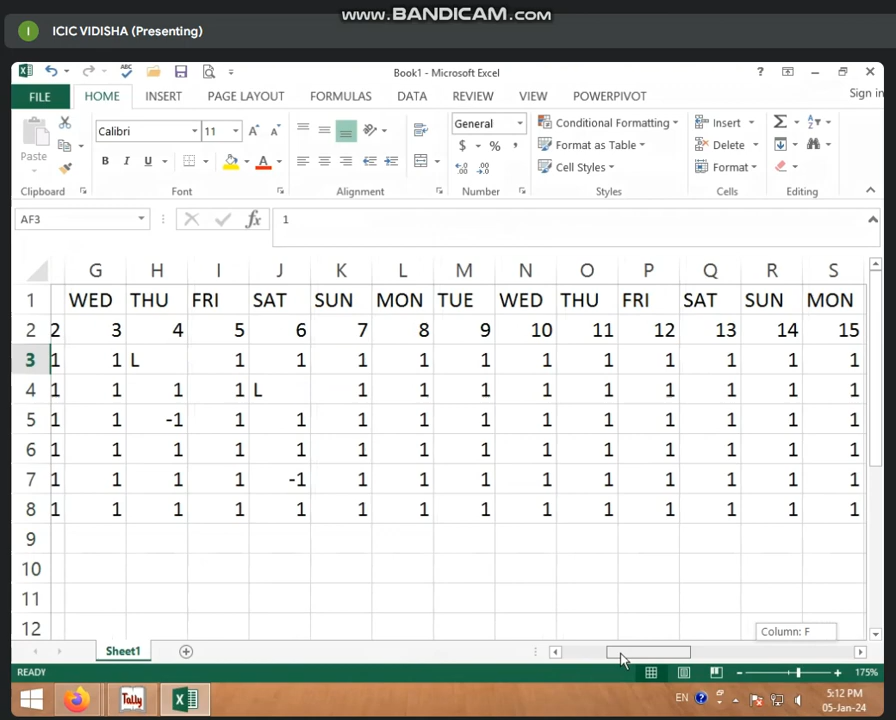 www.BANDICAM.com
I ICIC VIDISHA (Presenting)
Book1 - Microsoft Excel
Sign in
FILE HOME INSERT PAGE LAYOUT FORMULAS DATA REVIEW VIEW POWERPIVOT
Paste
Calibri 11
B I U
General
$ % ,
Conditional Formatting
Format as Table
Cell Styles
Insert
Delete
Format
Clipboard Font Alignment Number Styles Cells Editing
AF3 fx 1
G H I J K L M N O P Q R S
1 WED THU FRI SAT SUN MON TUE WED THU FRI SAT SUN MON
2 2 3 4 5 6 7 8 9 10 11 12 13 14 15
3 1 1 L 1 1 1 1 1 1 1 1 1 1 1
4 1 1 1 1 L 1 1 1 1 1 1 1 1 1
5 1 1 -1 1 1 1 1 1 1 1 1 1 1 1
6 1 1 1 1 1 1 1 1 1 1 1 1 1 1
7 1 1 1 1 -1 1 1 1 1 1 1 1 1 1
8 1 1 1 1 1 1 1 1 1 1 1 1 1 1
9
10
11
12
Column: F
Sheet1
READY 175%
Tally EN 5:12 PM
05-Jan-24